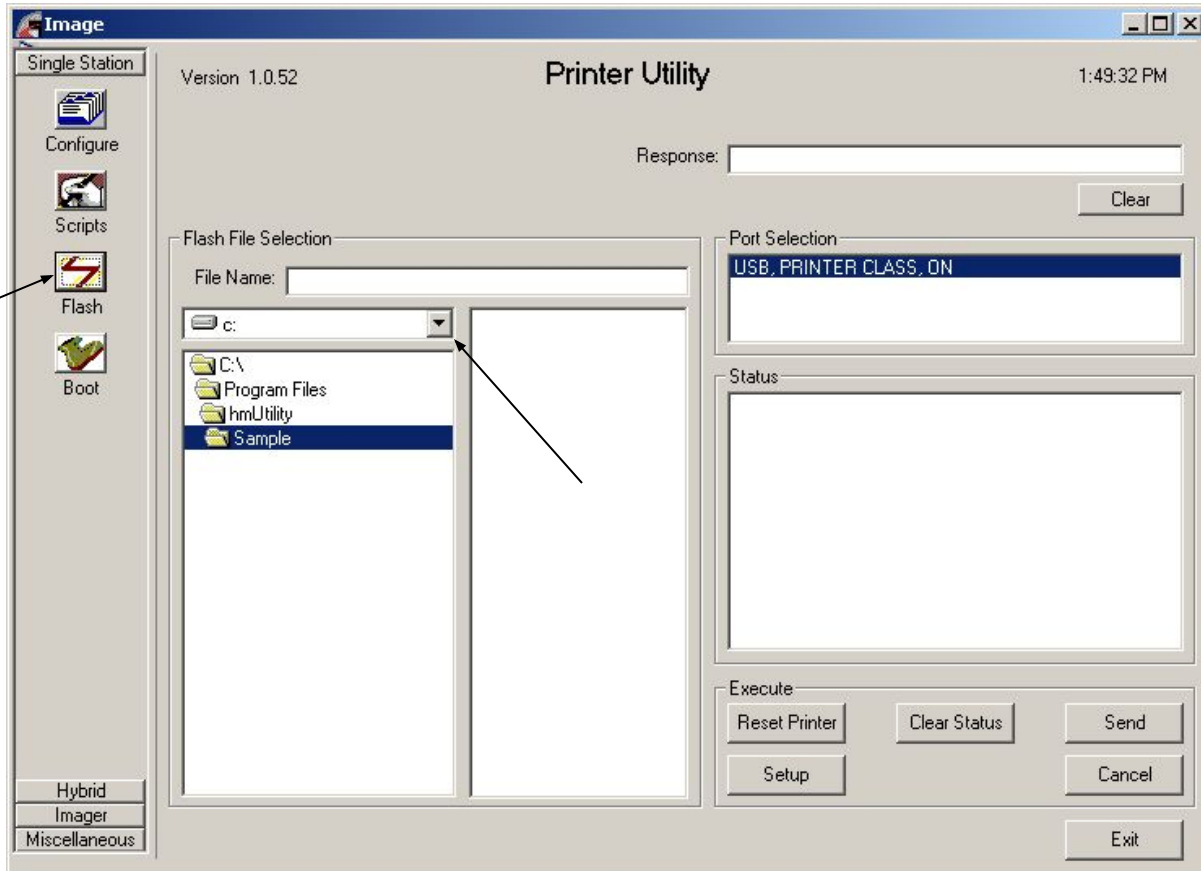 Image
Single Station
Configure
Scripts
Flash
Boot
Hybrid
Imager
Miscellaneous
Version 1.0.52
Printer Utility
1:49:32 PM
Response:
Clear
Flash File Selection
File Name:
c:
C:\
Program Files
hmUtility
Sample
Port Selection
USB, PRINTER CLASS, ON
Status
Execute
Reset Printer
Clear Status
Send
Setup
Cancel
Exit